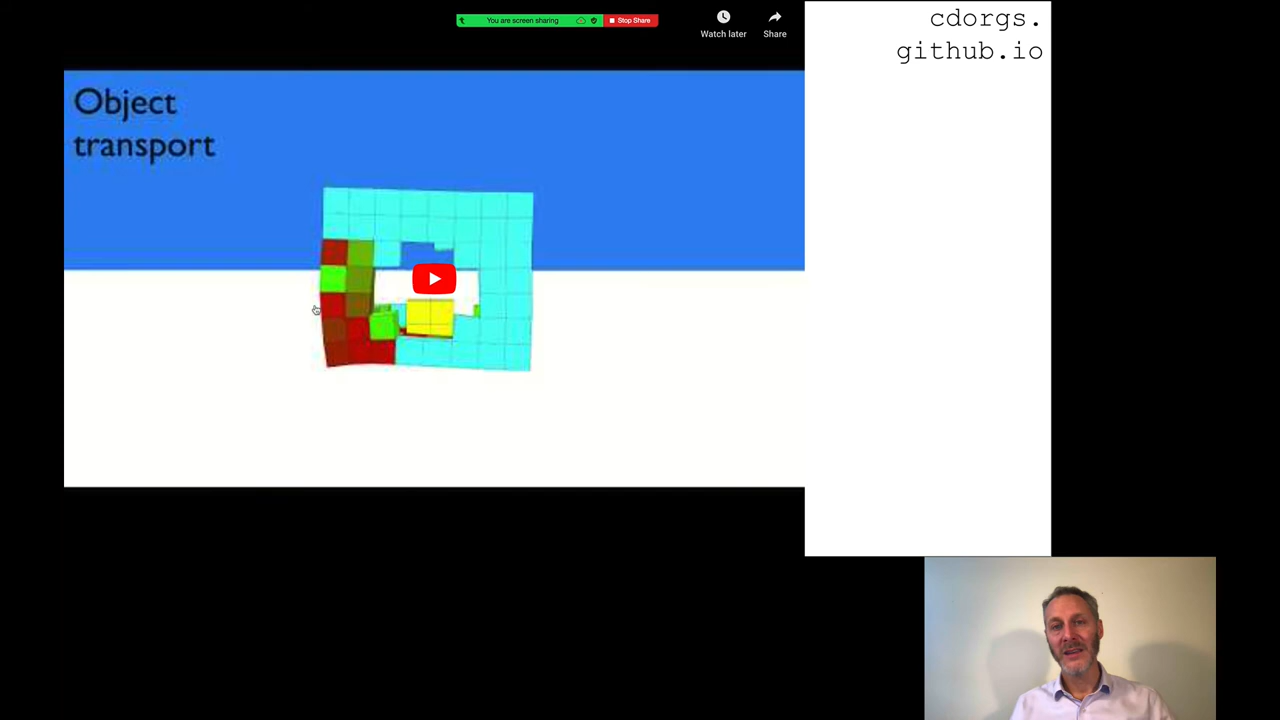 You are screen sharing
Stop Share
Watch later
Share
cdorgs.
github.io
Object
transport